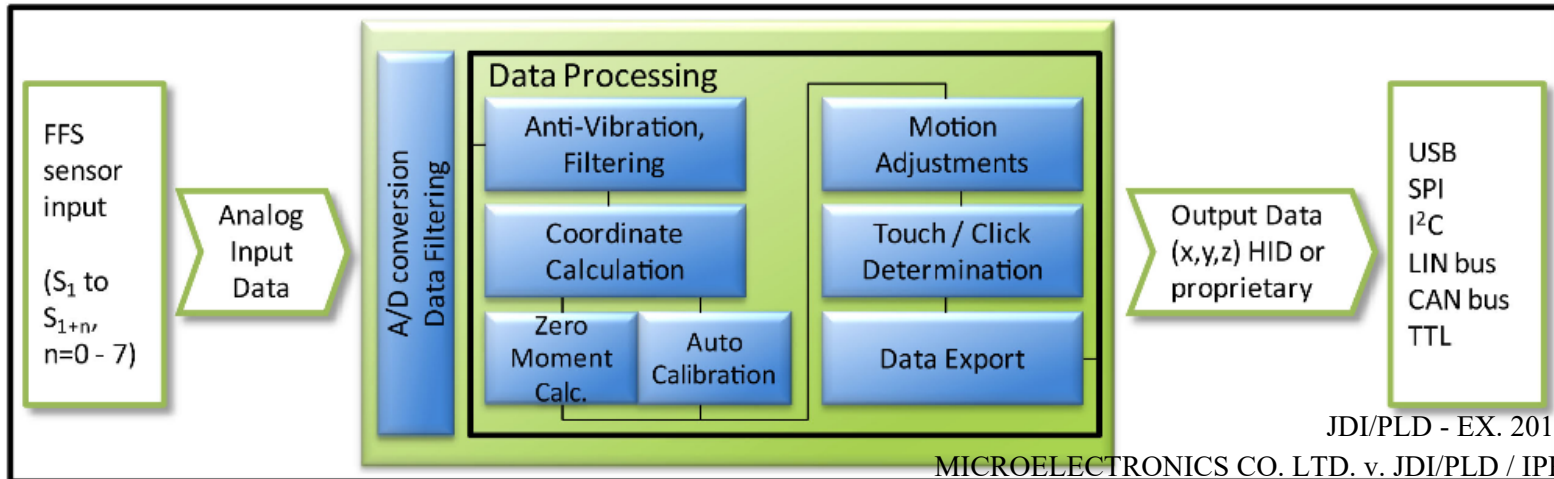 FFS
sensor
input
(S₁ to
S₁₊ₙ,
n=0 - 7)
Analog
Input
Data
A/D conversion
Data Filtering
Data Processing
Anti-Vibration,
Filtering
Coordinate
Calculation
Zero
Moment
Calc.
Auto
Calibration
Motion
Adjustments
Touch / Click
Determination
Data Export
Output Data
(x,y,z) HID or
proprietary
USB
SPI
I²C
LIN bus
CAN bus
TTL
JDI/PLD - EX. 201
MICROELECTRONICS CO. LTD. v. JDI/PLD /